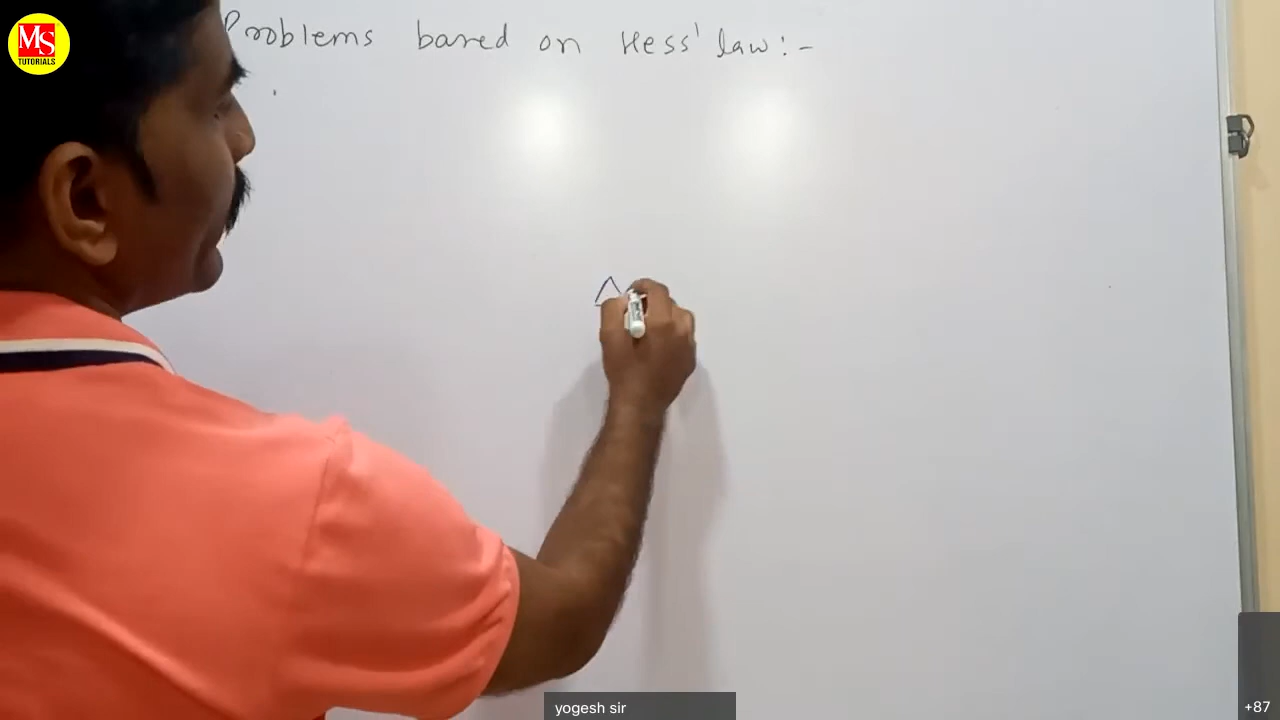 MS
TUTORIALS
Problems based on Hess' law :-
Δ
yogesh sir
+87